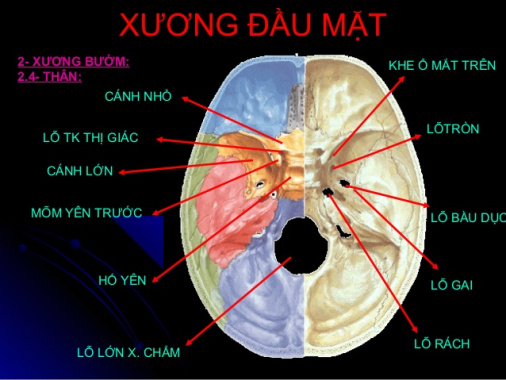 XƯƠNG ĐẦU MẶT
2- XƯƠNG BƯỚM:
2.4- THÂN:
KHE Ổ MẮT TRÊN
CÁNH NHỎ
LỖTRÒN
LỖ TK THỊ GIÁC
CÁNH LỚN
MÕM YÊN TRƯỚC
LỖ BẦU DỤC
HỐ YÊN
LỖ GAI
LỖ RÁCH
LỖ LỚN X. CHẨM